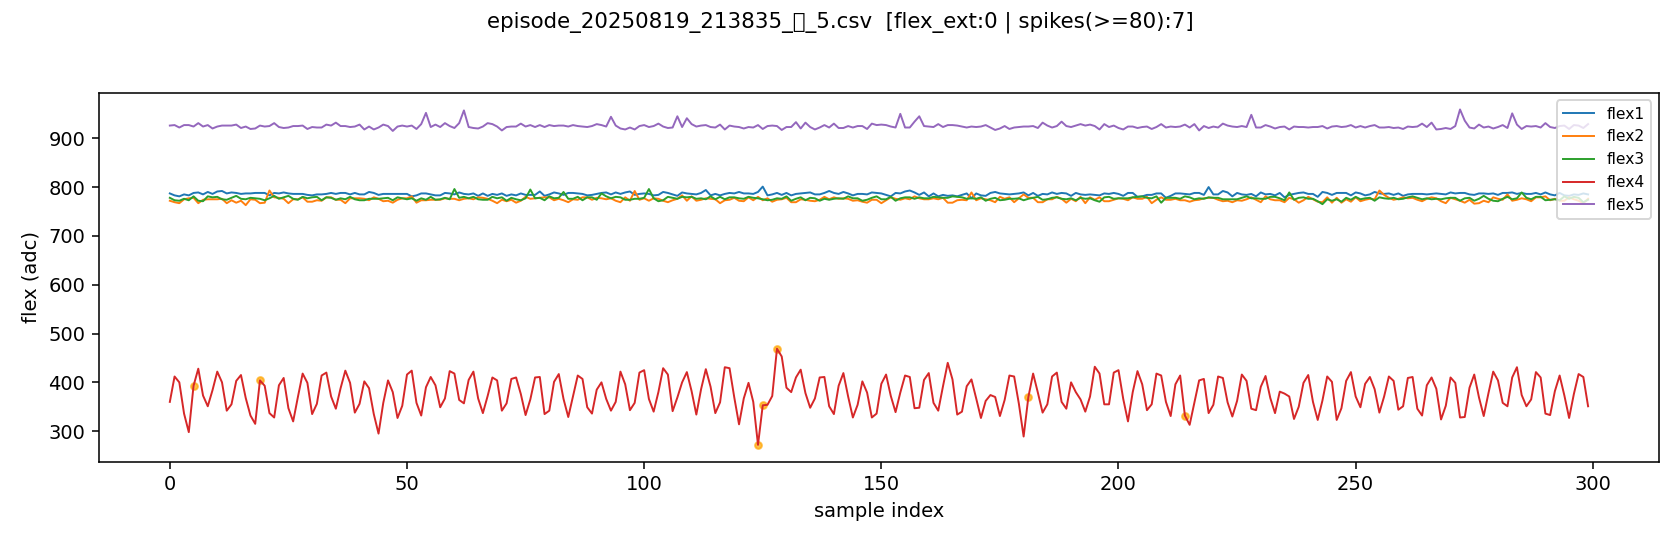 episode_20250819_213835_▯_5.csv  [flex_ext:0 | spikes(>=80):7]
flex1
flex2
flex3
flex4
flex5
900
800
700
600
500
400
300
flex (adc)
0 50 100 150 200 250 300
sample index